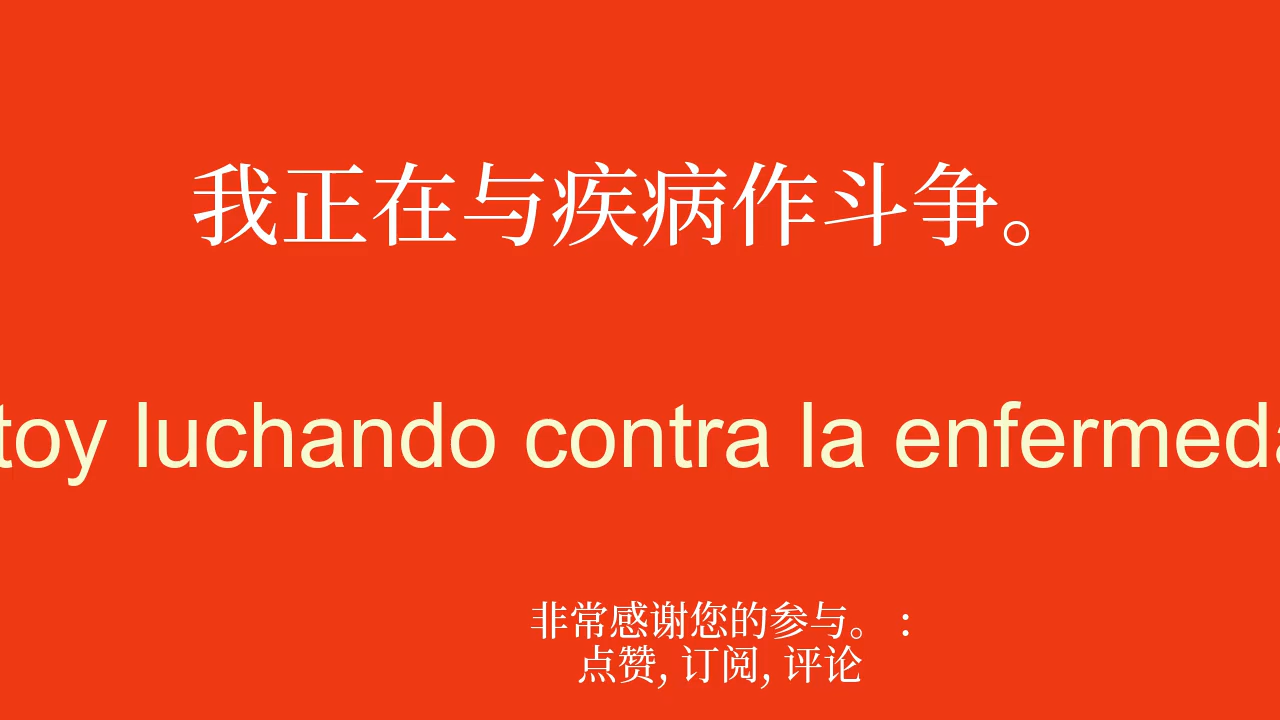 我正在与疾病作斗争。
toy luchando contra la enfermeda
非常感谢您的参与。 :
点赞, 订阅, 评论